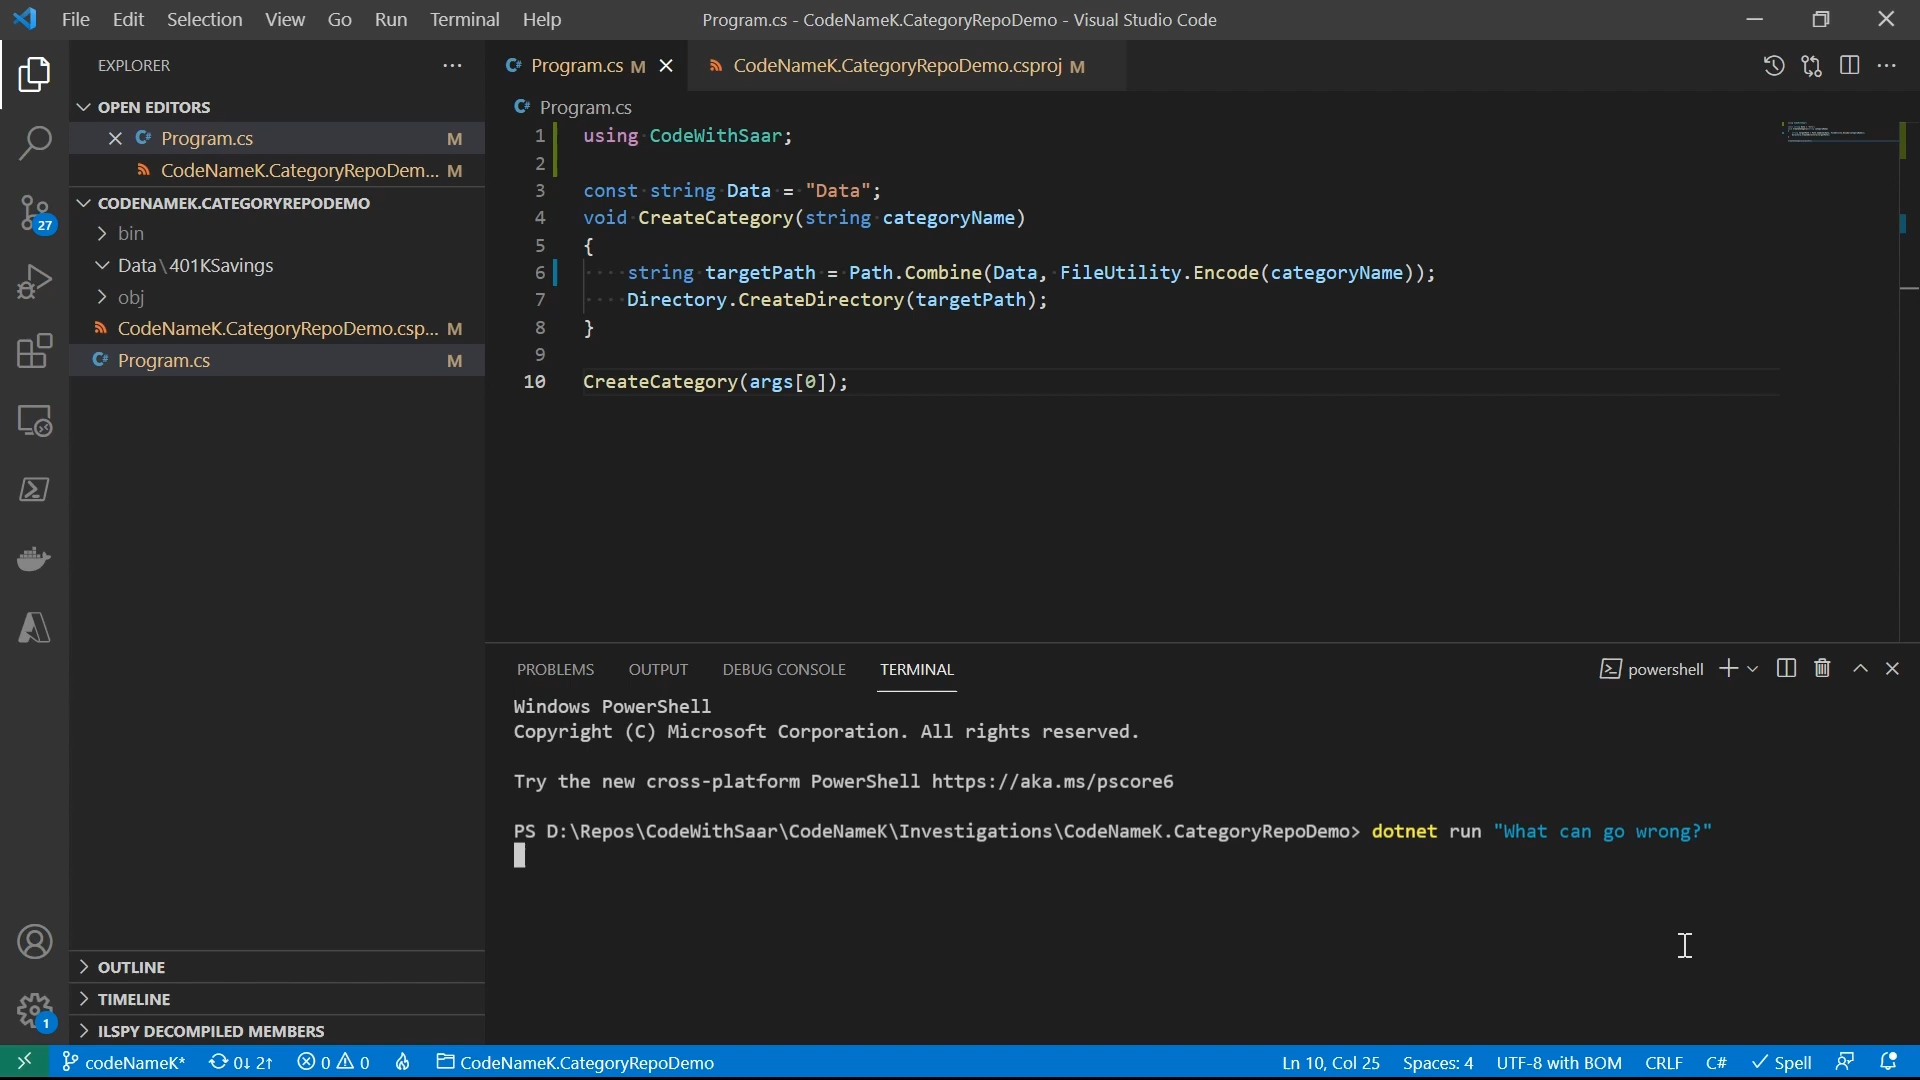 File Edit Selection View Go Run Terminal Help
Program.cs - CodeNameK.CategoryRepoDemo - Visual Studio Code
EXPLORER
OPEN EDITORS
Program.cs M
CodeNameK.CategoryRepoDem... M
CODENAMEK.CATEGORYREPODEMO
bin
Data\401KSavings
obj
CodeNameK.CategoryRepoDemo.csp... M
Program.cs M
27
OUTLINE
TIMELINE
ILSPY DECOMPILED MEMBERS
1
C# Program.cs M
CodeNameK.CategoryRepoDemo.csproj M
C# Program.cs
1 using CodeWithSaar;
2
3 const string Data = "Data";
4 void CreateCategory(string categoryName)
5 {
6 string targetPath = Path.Combine(Data, FileUtility.Encode(categoryName));
7 Directory.CreateDirectory(targetPath);
8 }
9
10 CreateCategory(args[0]);
PROBLEMS OUTPUT DEBUG CONSOLE TERMINAL
powershell
Windows PowerShell
Copyright (C) Microsoft Corporation. All rights reserved.
Try the new cross-platform PowerShell https://aka.ms/pscore6
PS D:\Repos\CodeWithSaar\CodeNameK\Investigations\CodeNameK.CategoryRepoDemo> dotnet run "What can go wrong?"
codeNameK* 0↓ 2↑ 0 0 CodeNameK.CategoryRepoDemo
Ln 10, Col 25 Spaces: 4 UTF-8 with BOM CRLF C# Spell